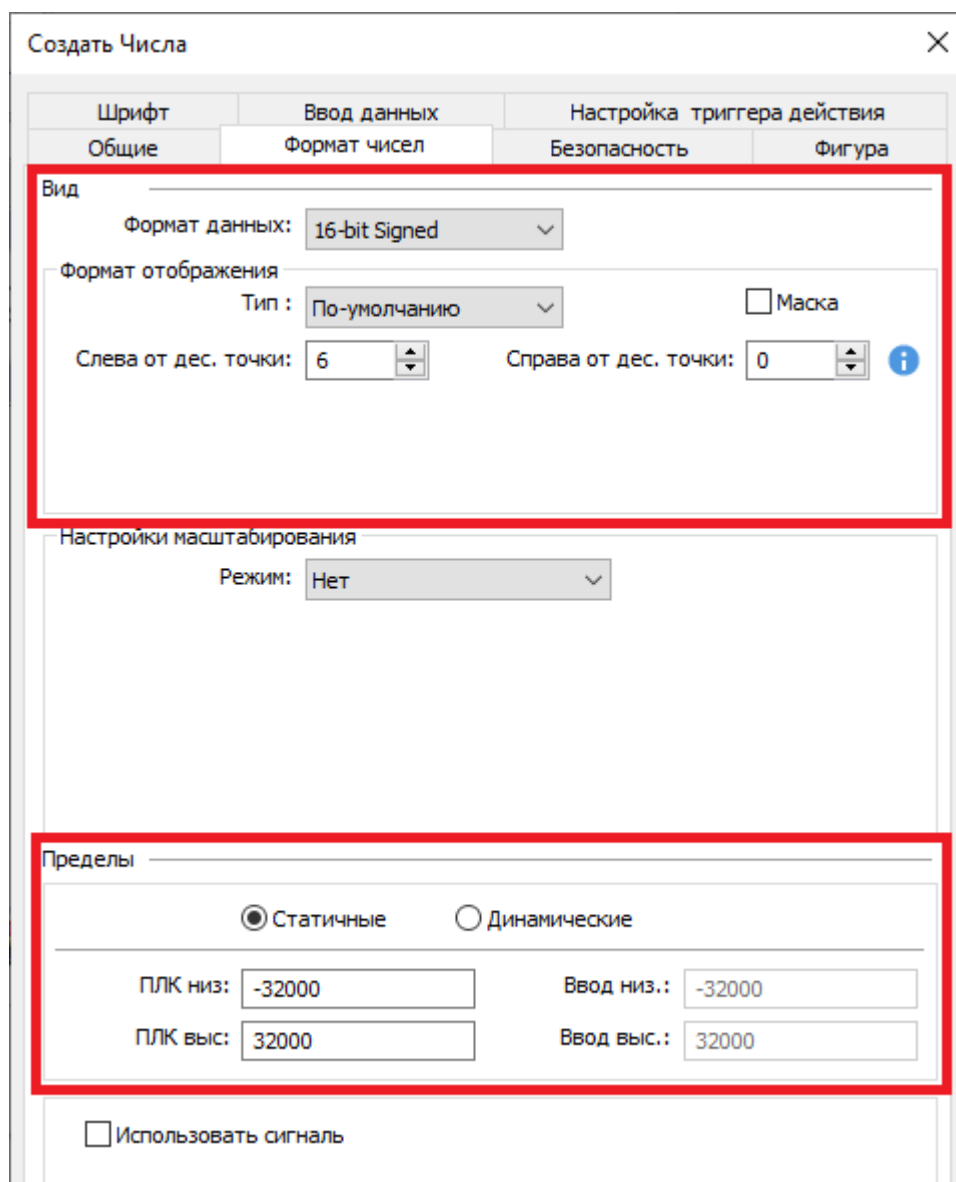 Создать Числа
Шрифт Ввод данных Настройка триггера действия
Общие Формат чисел Безопасность Фигура
Вид
Формат данных: 16-bit Signed
Формат отображения
Тип : По-умолчанию Маска
Слева от дес. точки: 6 Справа от дес. точки: 0
Настройки масштабирования
Режим: Нет
Пределы
Статичные Динамические
ПЛК низ: -32000 Ввод низ.: -32000
ПЛК выс: 32000 Ввод выс.: 32000
Использовать сигналь